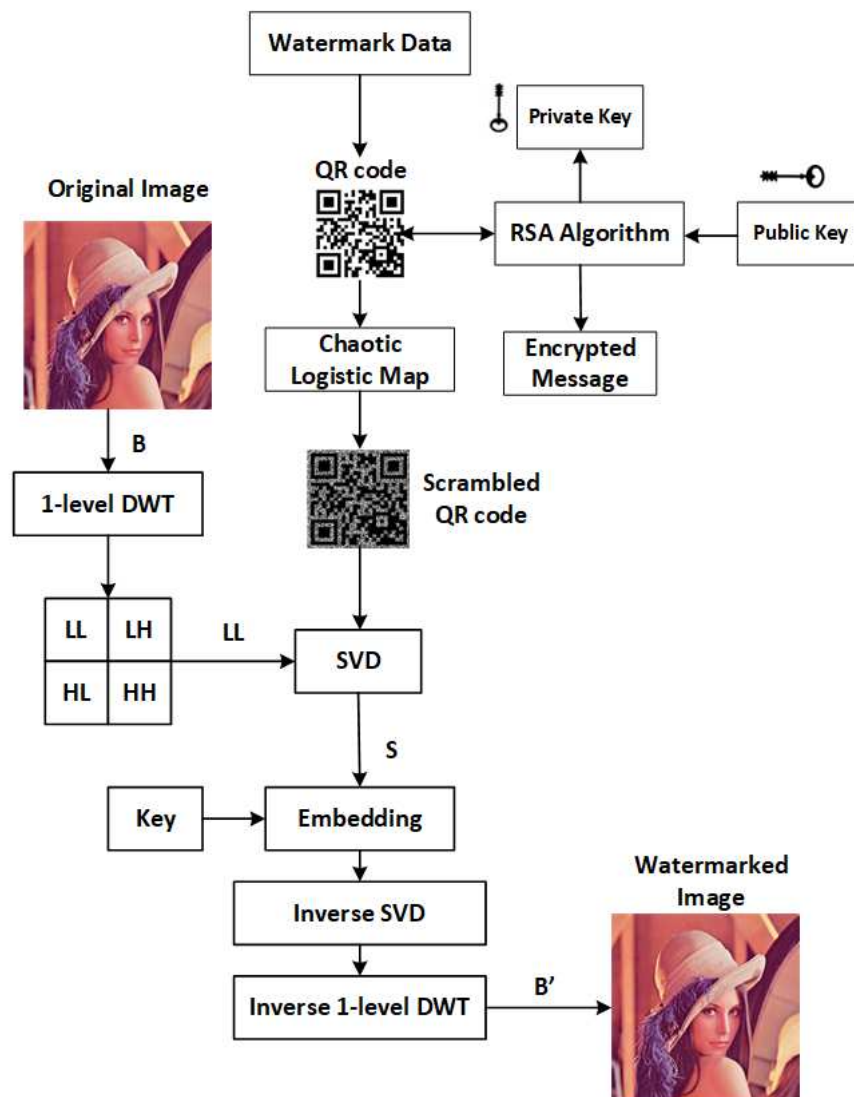 Watermark Data
Private Key
QR code
Original Image
RSA Algorithm
Public Key
Chaotic
Logistic Map
Encrypted
Message
B
1-level DWT
Scrambled
QR code
LL
LH
LL
SVD
HL
HH
S
Key
Embedding
Watermarked
Image
Inverse SVD
Inverse 1-level DWT
B’